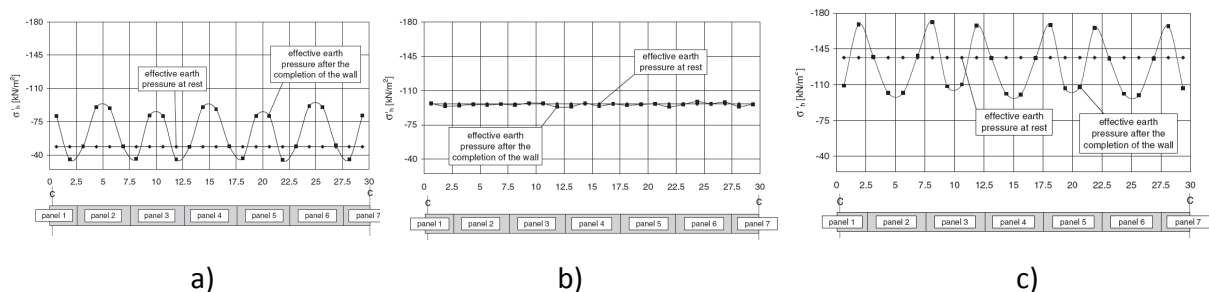 -180
-145
-110
-75
-40
σ'h [kN/m²]
effective earth
pressure at rest
effective earth
pressure after the
completion of the wall
0 2.5 5 7.5 10 12.5 15 17.5 20 22.5 25 27.5 30
C C
panel 1 panel 2 panel 3 panel 4 panel 5 panel 6 panel 7
a)
-180
-145
-110
-75
-40
σ'h [kN/m²]
effective earth
pressure at rest
effective earth
pressure after the
completion of the wall
0 2.5 5 7.5 10 12.5 15 17.5 20 22.5 25 27.5 30
C C
panel 1 panel 2 panel 3 panel 4 panel 5 panel 6 panel 7
b)
-180
-145
-110
-75
-40
σ'h [kN/m²]
effective earth
pressure at rest
effective earth
pressure after the
completion of the wall
0 2.5 5 7.5 10 12.5 15 17.5 20 22.5 25 27.5 30
C C
panel 1 panel 2 panel 3 panel 4 panel 5 panel 6 panel 7
c)